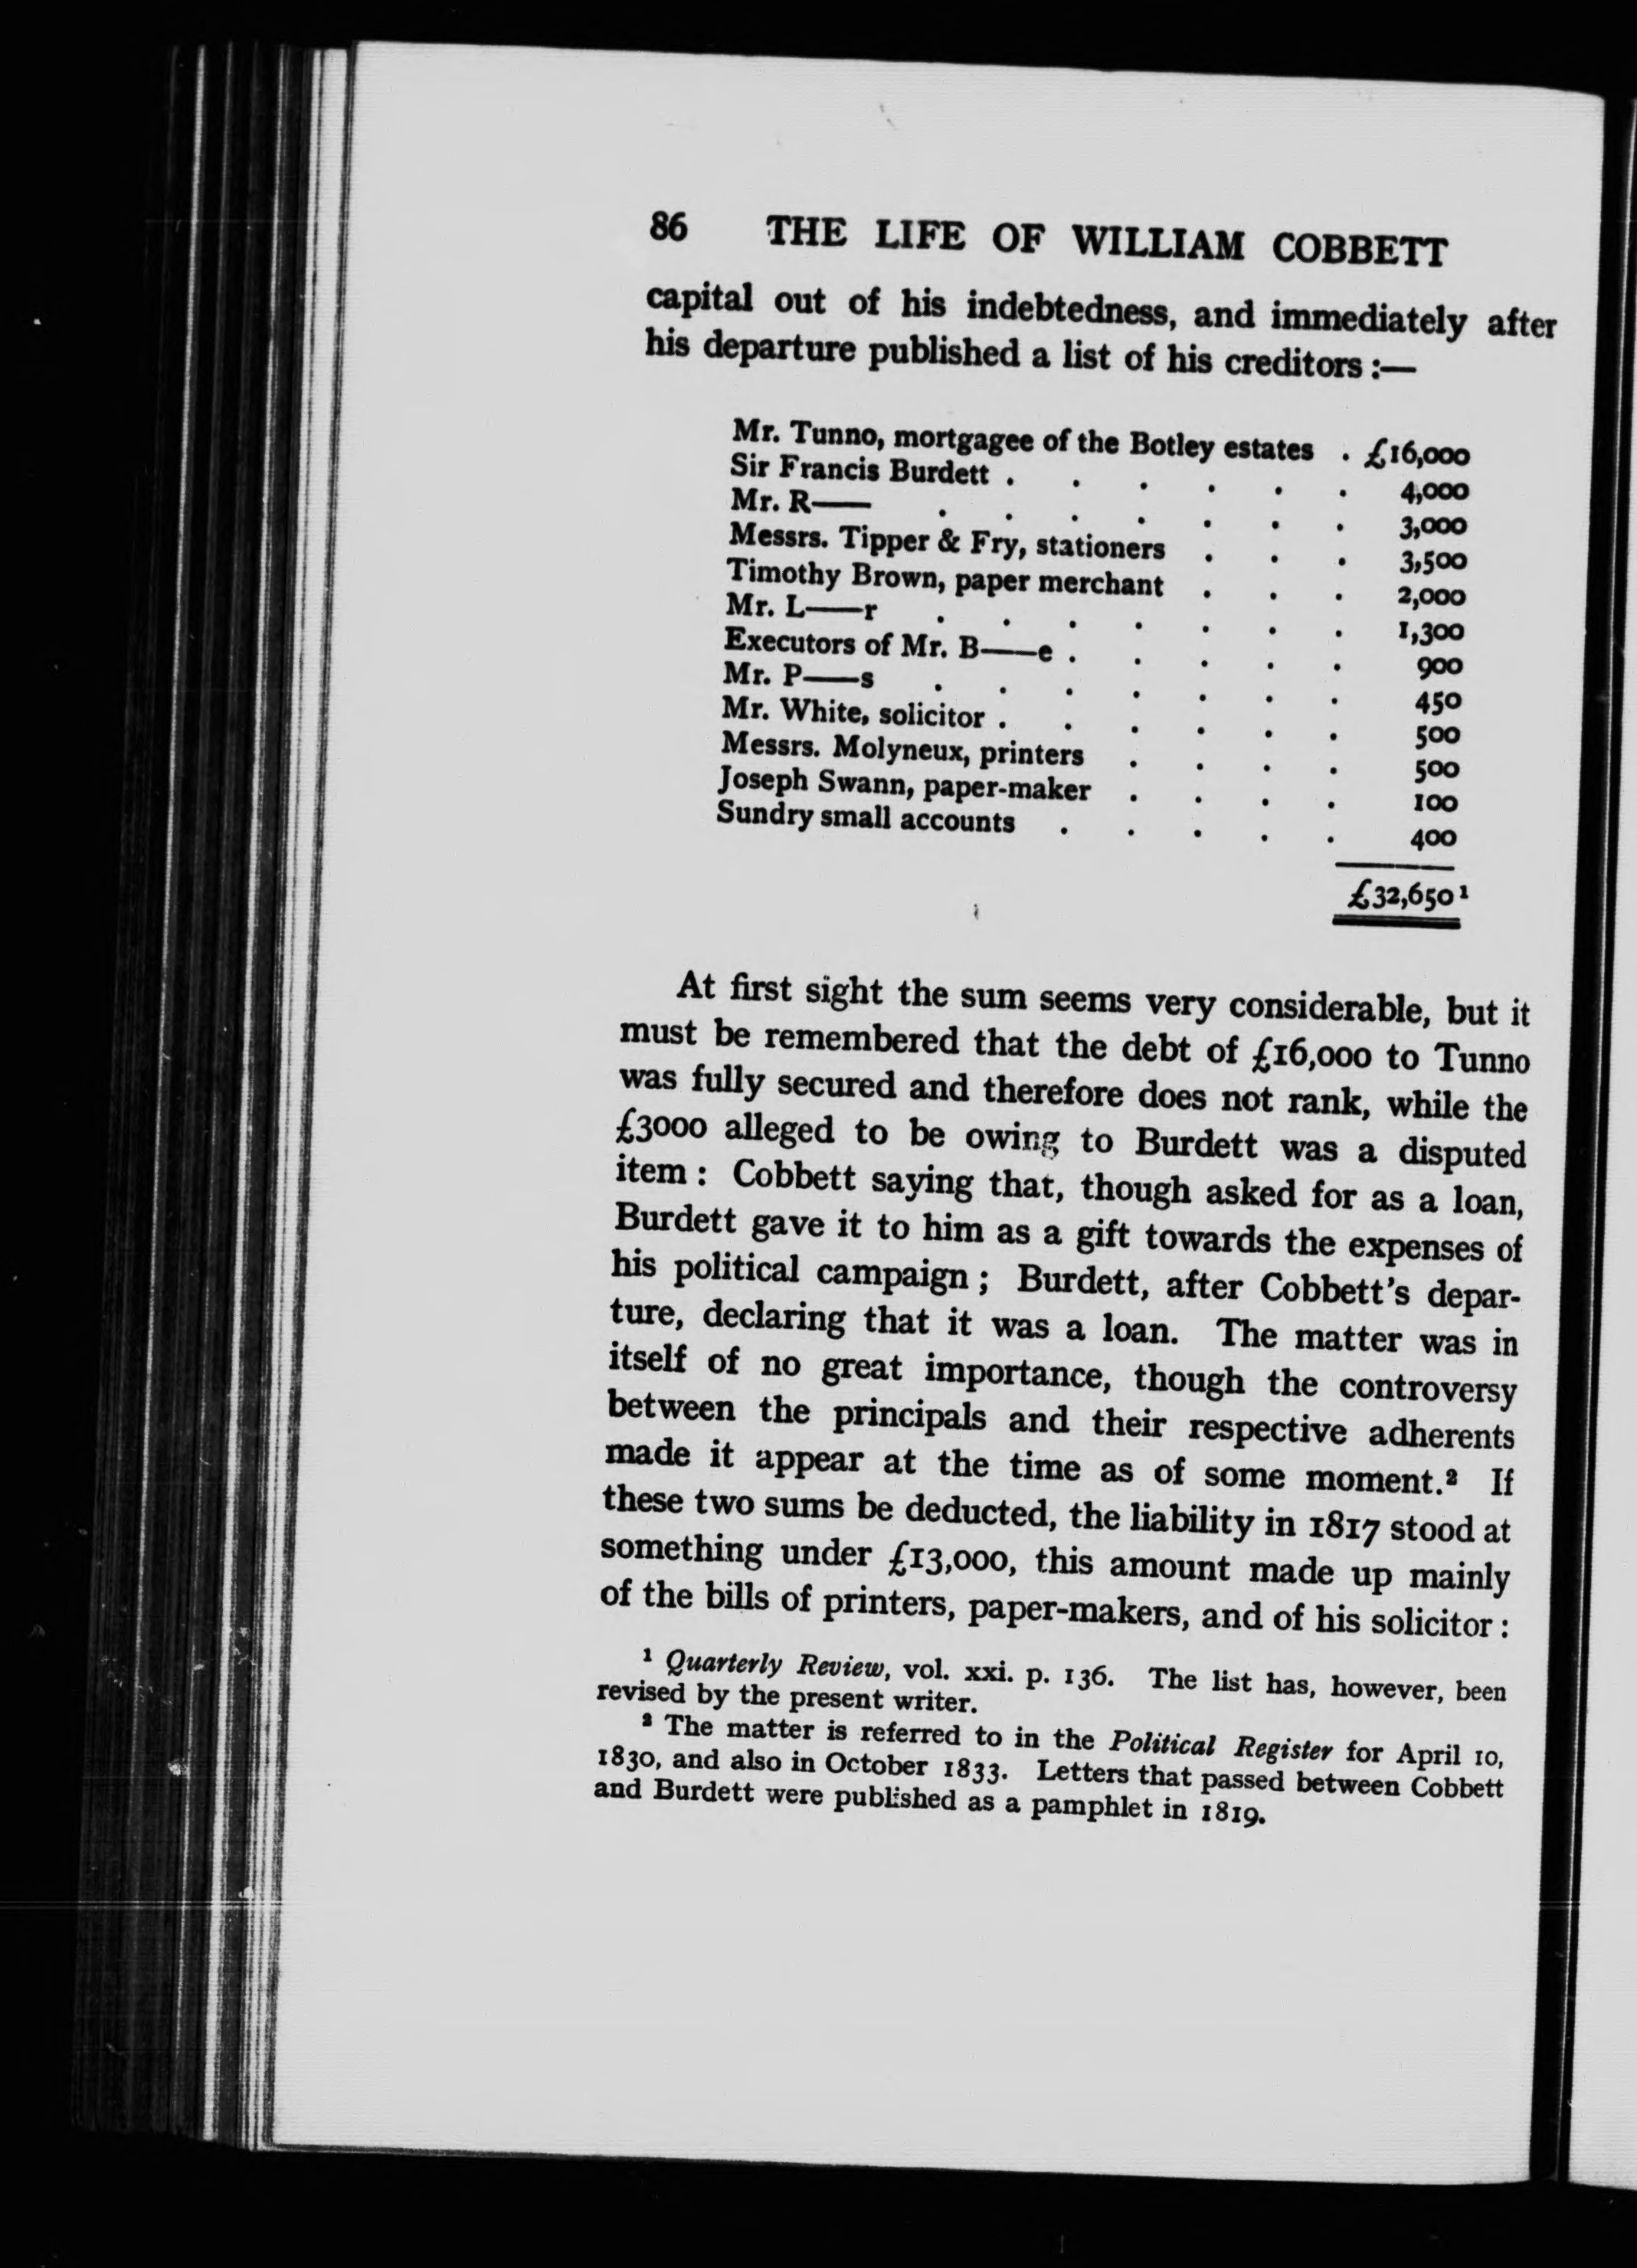 86 THE LIFE OF WILLIAM COBBETT
capital out of his indebtedness, and immediately after
his departure published a list of his creditors :—
Mr. Tunno, mortgagee of the Botley estates . £16,000
Sir Francis Burdett . . . . . . 4,000
Mr. R—— . . . . . . . 3,000
Messrs. Tipper & Fry, stationers . . . 3,500
Timothy Brown, paper merchant . . . 2,000
Mr. L——r . . . . . . . 1,300
Executors of Mr. B——e . . . . . 900
Mr. P——s . . . . . . . 450
Mr. White, solicitor . . . . . . 500
Messrs. Molyneux, printers . . . . 500
Joseph Swann, paper-maker . . . . 100
Sundry small accounts . . . . . 400
£32,650 ¹
At first sight the sum seems very considerable, but it
must be remembered that the debt of £16,000 to Tunno
was fully secured and therefore does not rank, while the
£3000 alleged to be owing to Burdett was a disputed
item : Cobbett saying that, though asked for as a loan,
Burdett gave it to him as a gift towards the expenses of
his political campaign ; Burdett, after Cobbett's depar-
ture, declaring that it was a loan. The matter was in
itself of no great importance, though the controversy
between the principals and their respective adherents
made it appear at the time as of some moment.² If
these two sums be deducted, the liability in 1817 stood at
something under £13,000, this amount made up mainly
of the bills of printers, paper-makers, and of his solicitor :
¹ Quarterly Review, vol. xxi. p. 136. The list has, however, been
revised by the present writer.
² The matter is referred to in the Political Register for April 10,
1830, and also in October 1833. Letters that passed between Cobbett
and Burdett were published as a pamphlet in 1819.